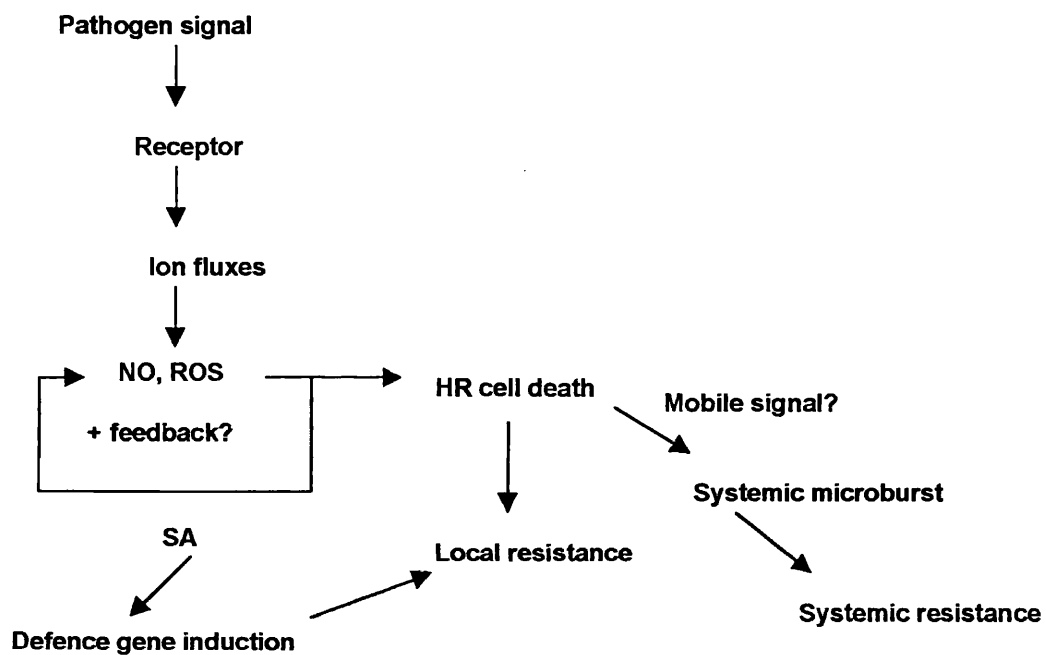 Pathogen signal
Receptor
Ion fluxes
NO, ROS
HR cell death
Mobile signal?
+ feedback?
Systemic microburst
SA
Local resistance
Systemic resistance
Defence gene induction